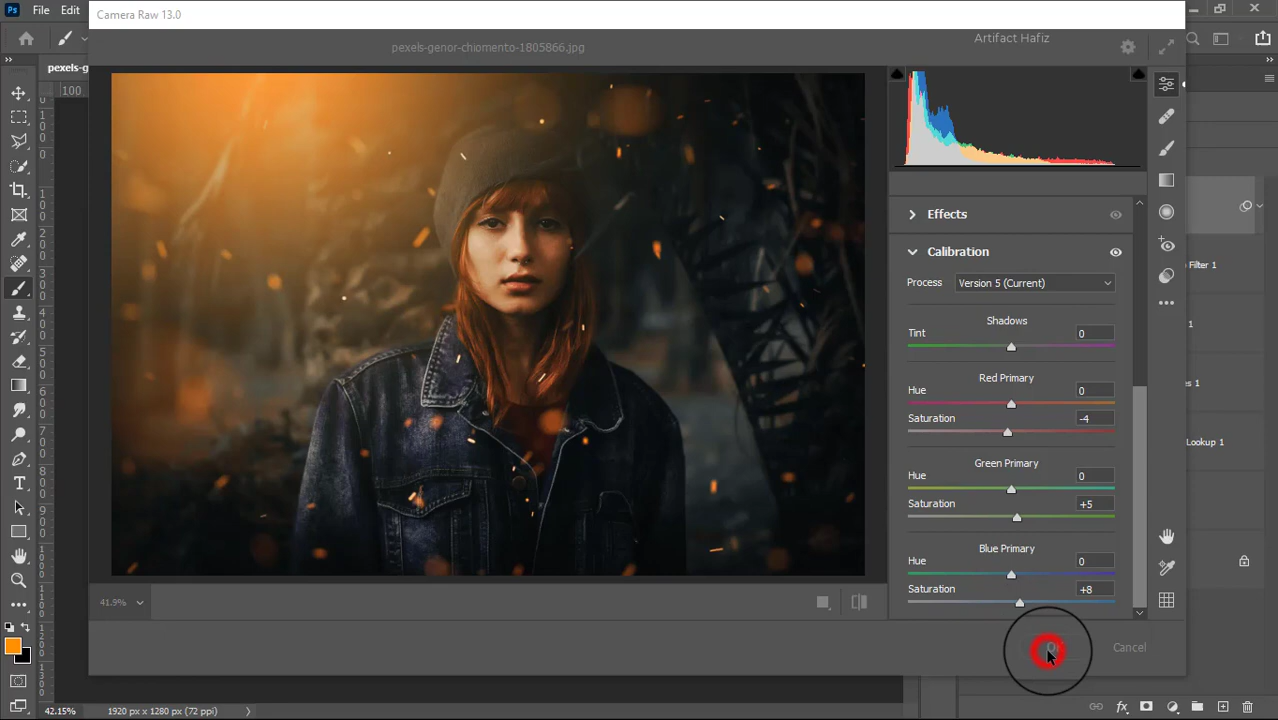 Camera Raw 13.0
Ps File Edit
Artifact Hafiz
pexels-genor-chiomento-1805866.jpg
pexels-g
100
Effects
Calibration
Process Version 5 (Current)
Shadows
Tint 0
Red Primary
Hue 0
Saturation -4
Green Primary
Hue 0
Saturation +5
Blue Primary
Hue 0
Saturation +8
Filter 1
1
s 1
Lookup 1
41.9%
Cancel
42.15% 1920 px x 1280 px (72 ppi)